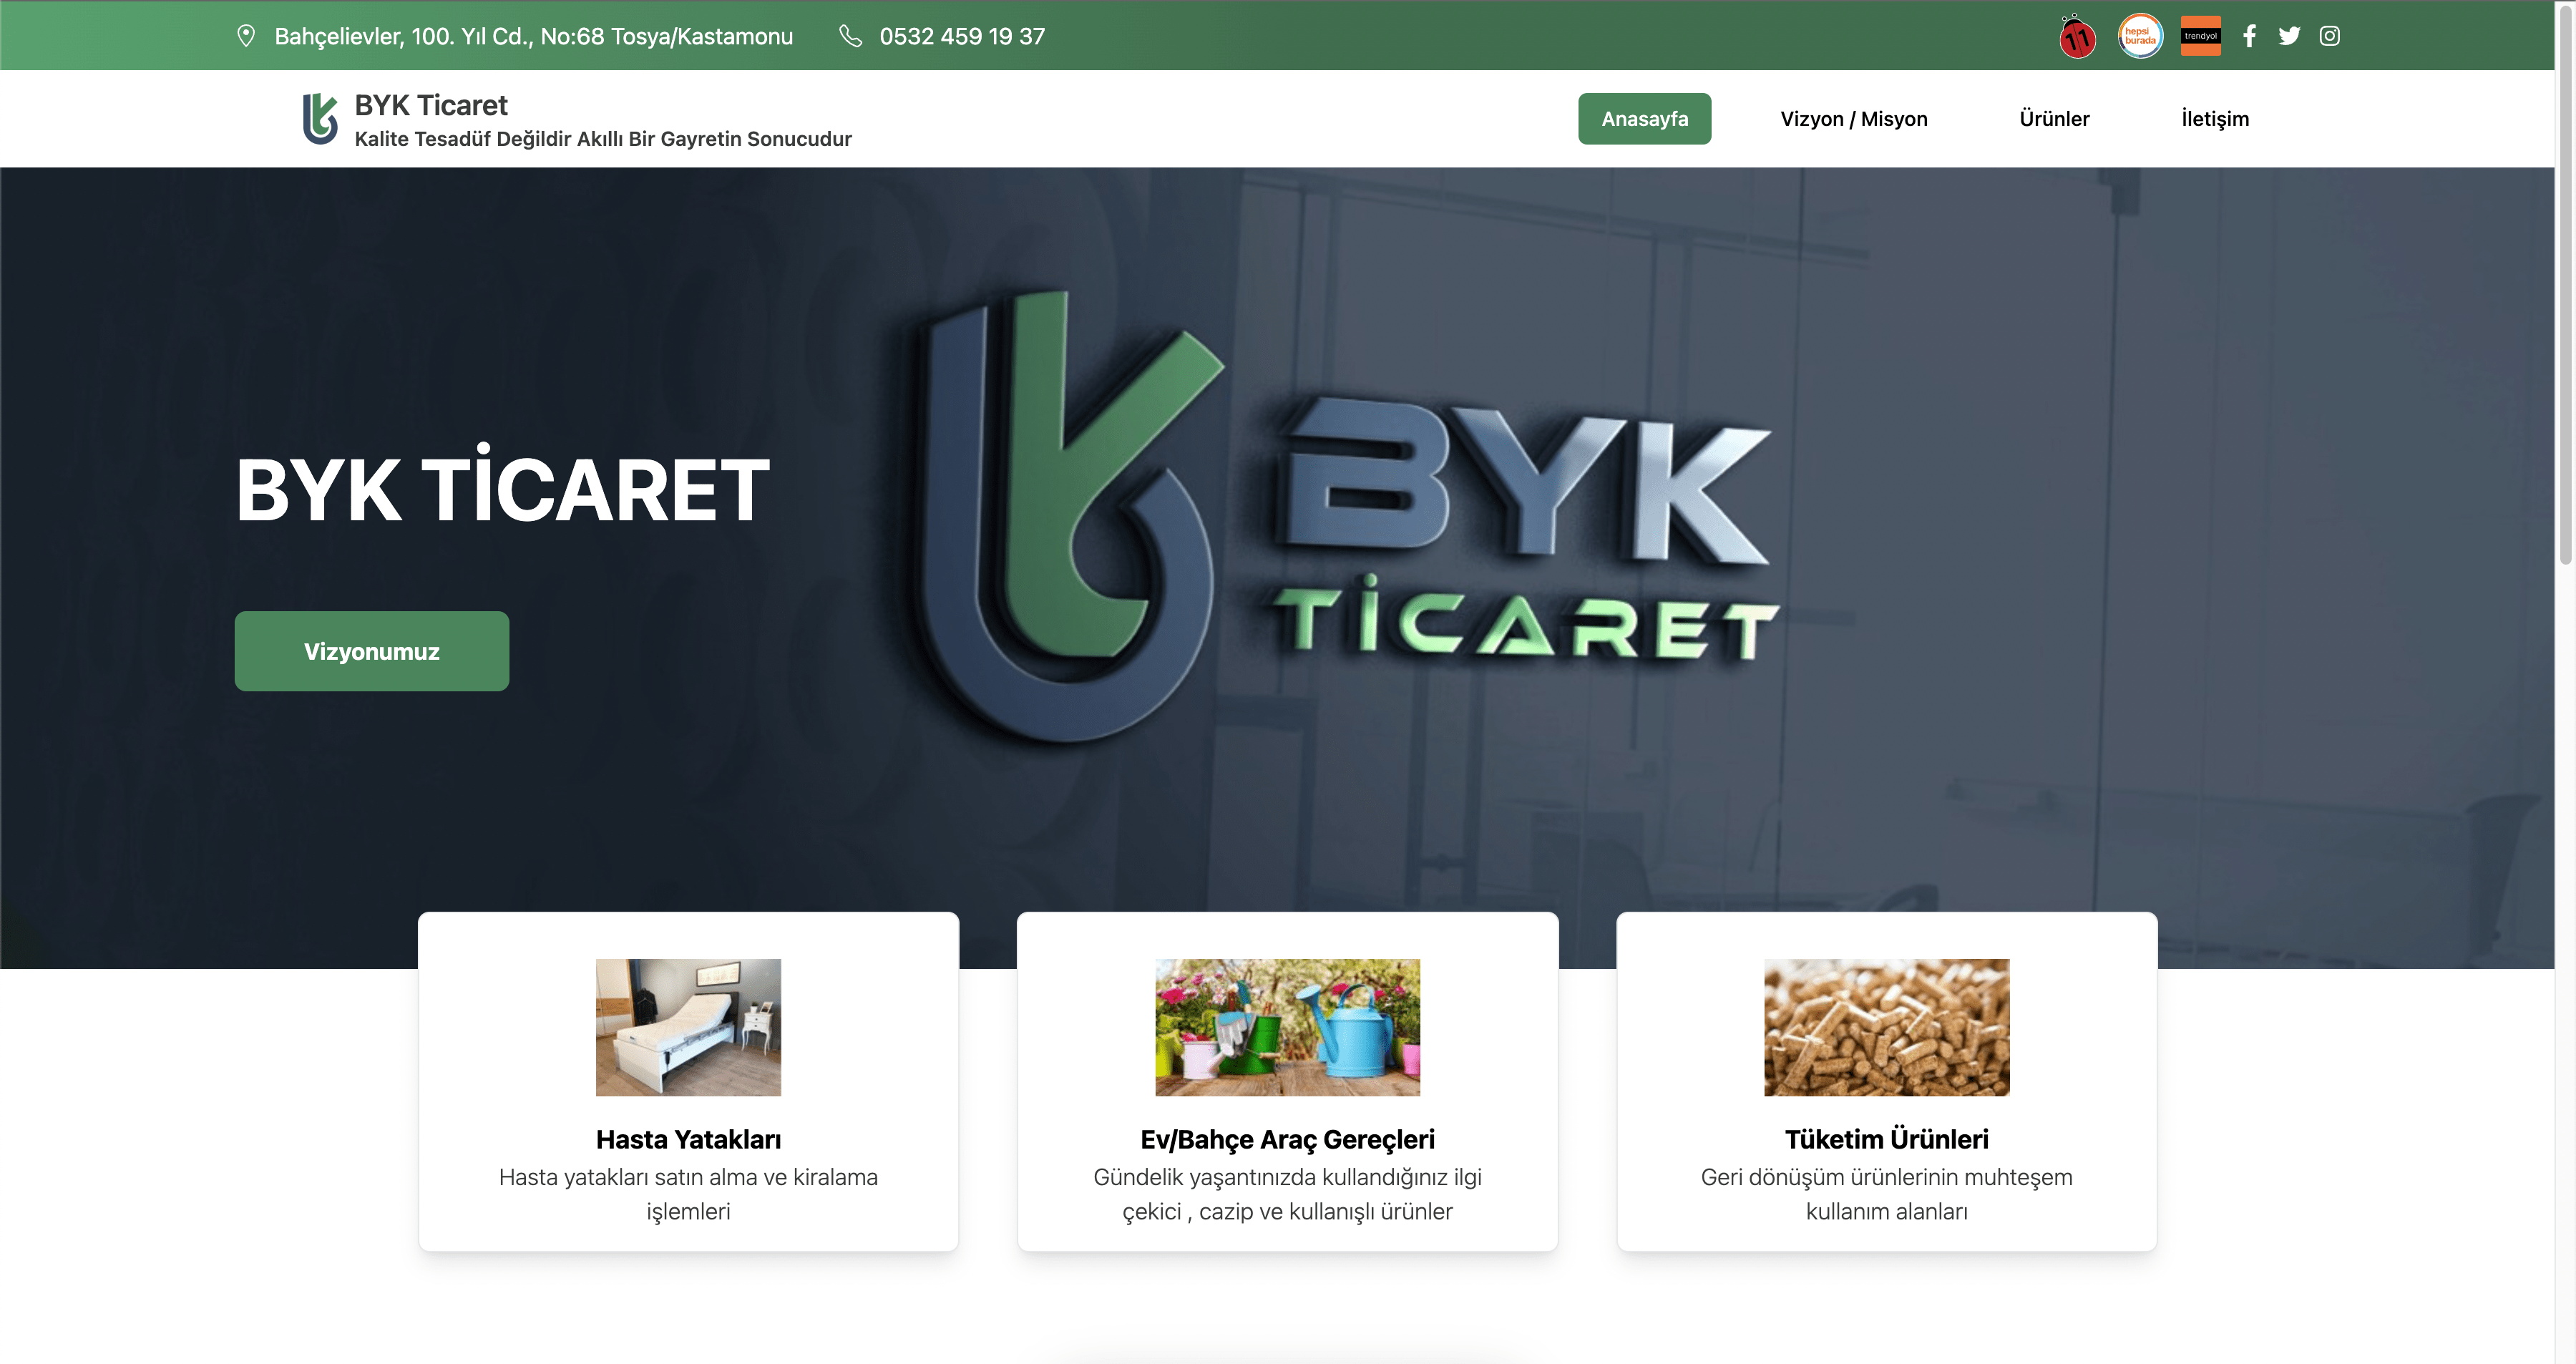 Bahçelievler, 100. Yıl Cd., No:68 Tosya/Kastamonu
0532 459 19 37
11
hepsi
burada
trendyol
BYK Ticaret
Kalite Tesadüf Değildir Akıllı Bir Gayretin Sonucudur
Anasayfa
Vizyon / Misyon
Ürünler
İletişim
BYK TİCARET
Vizyonumuz
BYK
TİCARET
Hasta Yatakları
Hasta yatakları satın alma ve kiralama
işlemleri
Ev/Bahçe Araç Gereçleri
Gündelik yaşantınızda kullandığınız ilgi
çekici , cazip ve kullanışlı ürünler
Tüketim Ürünleri
Geri dönüşüm ürünlerinin muhteşem
kullanım alanları